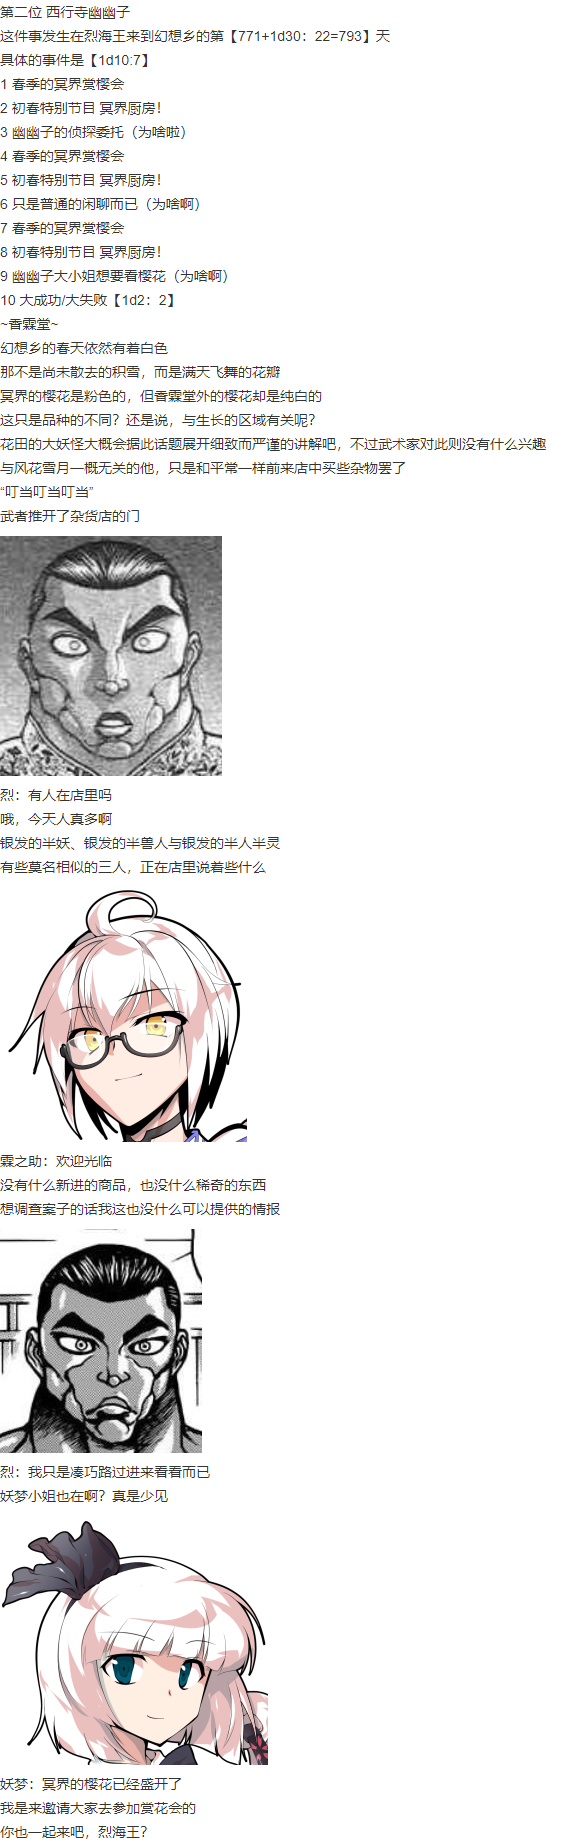 第二位 西行寺幽幽子
这件事发生在烈海王来到幻想乡的第【771+1d30：22=793】天
具体的事件是【1d10:7】
1 春季的冥界赏樱会
2 初春特别节目 冥界厨房！
3 幽幽子的侦探委托（为啥啦）
4 春季的冥界赏樱会
5 初春特别节目 冥界厨房！
6 只是普通的闲聊而已（为啥啊）
7 春季的冥界赏樱会
8 初春特别节目 冥界厨房！
9 幽幽子大小姐想要看樱花（为啥啊）
10 大成功/大失败【1d2：2】
~香霖堂~
幻想乡的春天依然有着白色
那不是尚未散去的积雪，而是满天飞舞的花瓣
冥界的樱花是粉色的，但香霖堂外的樱花却是纯白的
这只是品种的不同？还是说，与生长的区域有关呢？
花田的大妖怪大概会据此话题展开细致而严谨的讲解吧，不过武术家对此则没有什么兴趣
与风花雪月一概无关的他，只是和平常一样前来店中买些杂物罢了
“叮当叮当叮当”
武者推开了杂货店的门
烈：有人在店里吗
哦，今天人真多啊
银发的半妖、银发的半兽人与银发的半人半灵
有些莫名相似的三人，正在店里说着些什么
霖之助：欢迎光临
没有什么新进的商品，也没什么稀奇的东西
想调查案子的话我这也没什么可以提供的情报
烈：我只是凑巧路过进来看看而已
妖梦小姐也在啊？真是少见
妖梦：冥界的樱花已经盛开了
我是来邀请大家去参加赏花会的
你也一起来吧，烈海王？